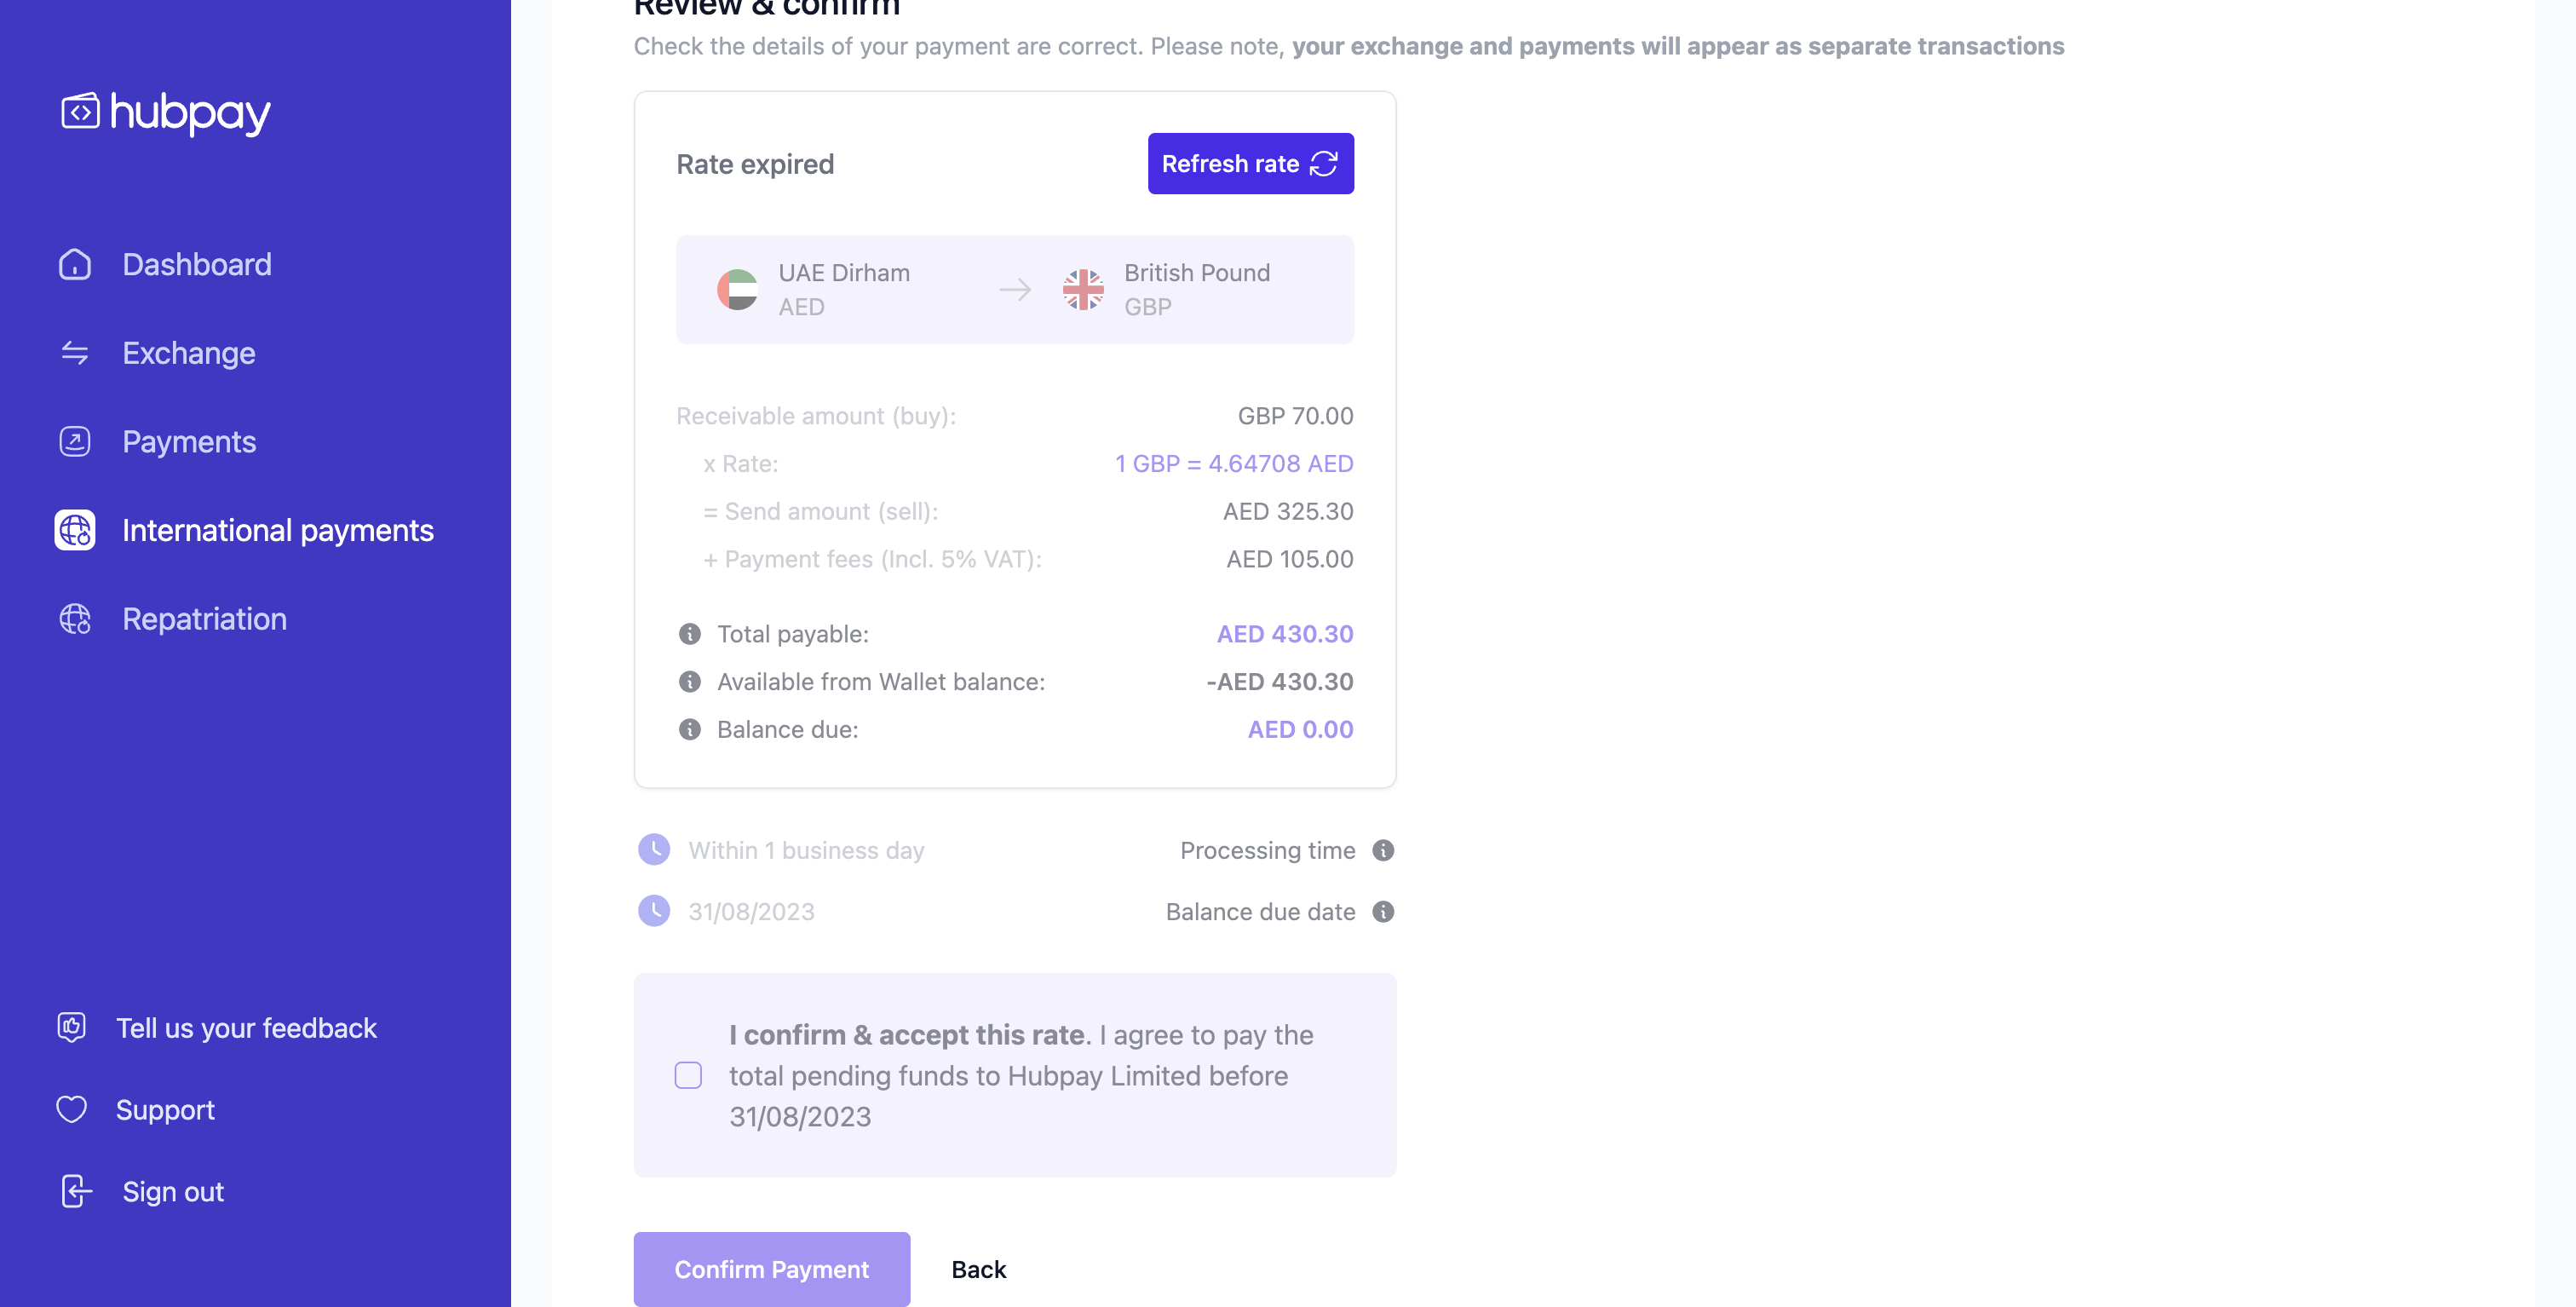 hubpay
Dashboard
Exchange
Payments
International payments
Repatriation
Tell us your feedback
Support
Sign out
Review & confirm
Check the details of your payment are correct. Please note, your exchange and payments will appear as separate transactions
Rate expired
Refresh rate
UAE Dirham
AED
British Pound
GBP
Receivable amount (buy): GBP 70.00
x Rate: 1 GBP = 4.64708 AED
= Send amount (sell): AED 325.30
+ Payment fees (Incl. 5% VAT): AED 105.00
Total payable: AED 430.30
Available from Wallet balance: -AED 430.30
Balance due: AED 0.00
Within 1 business day Processing time
31/08/2023 Balance due date
I confirm & accept this rate. I agree to pay the
total pending funds to Hubpay Limited before
31/08/2023
Confirm Payment
Back